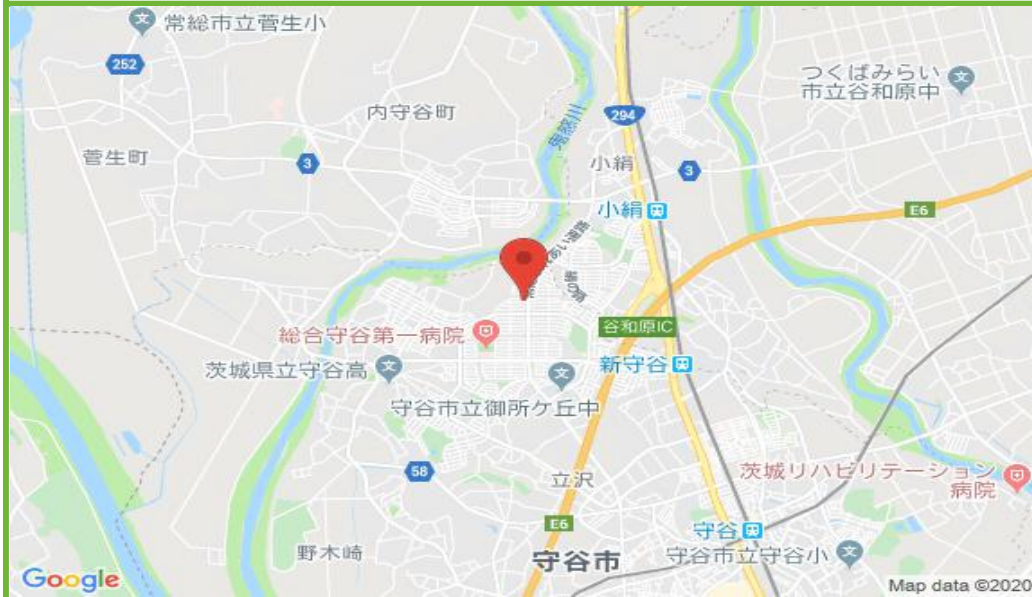 常総市立菅生小
252
つくばみらい
市立谷和原中
内守谷町
294
菅生町
3
小絹
3
小絹
E6
谷和原IC
総合守谷第一病院
新守谷
茨城県立守谷高
守谷市立御所ケ丘中
58
立沢
茨城リハビリテーション
病院
E6
守谷
野木崎
守谷市
守谷市立守谷小
Google
Map data ©2020